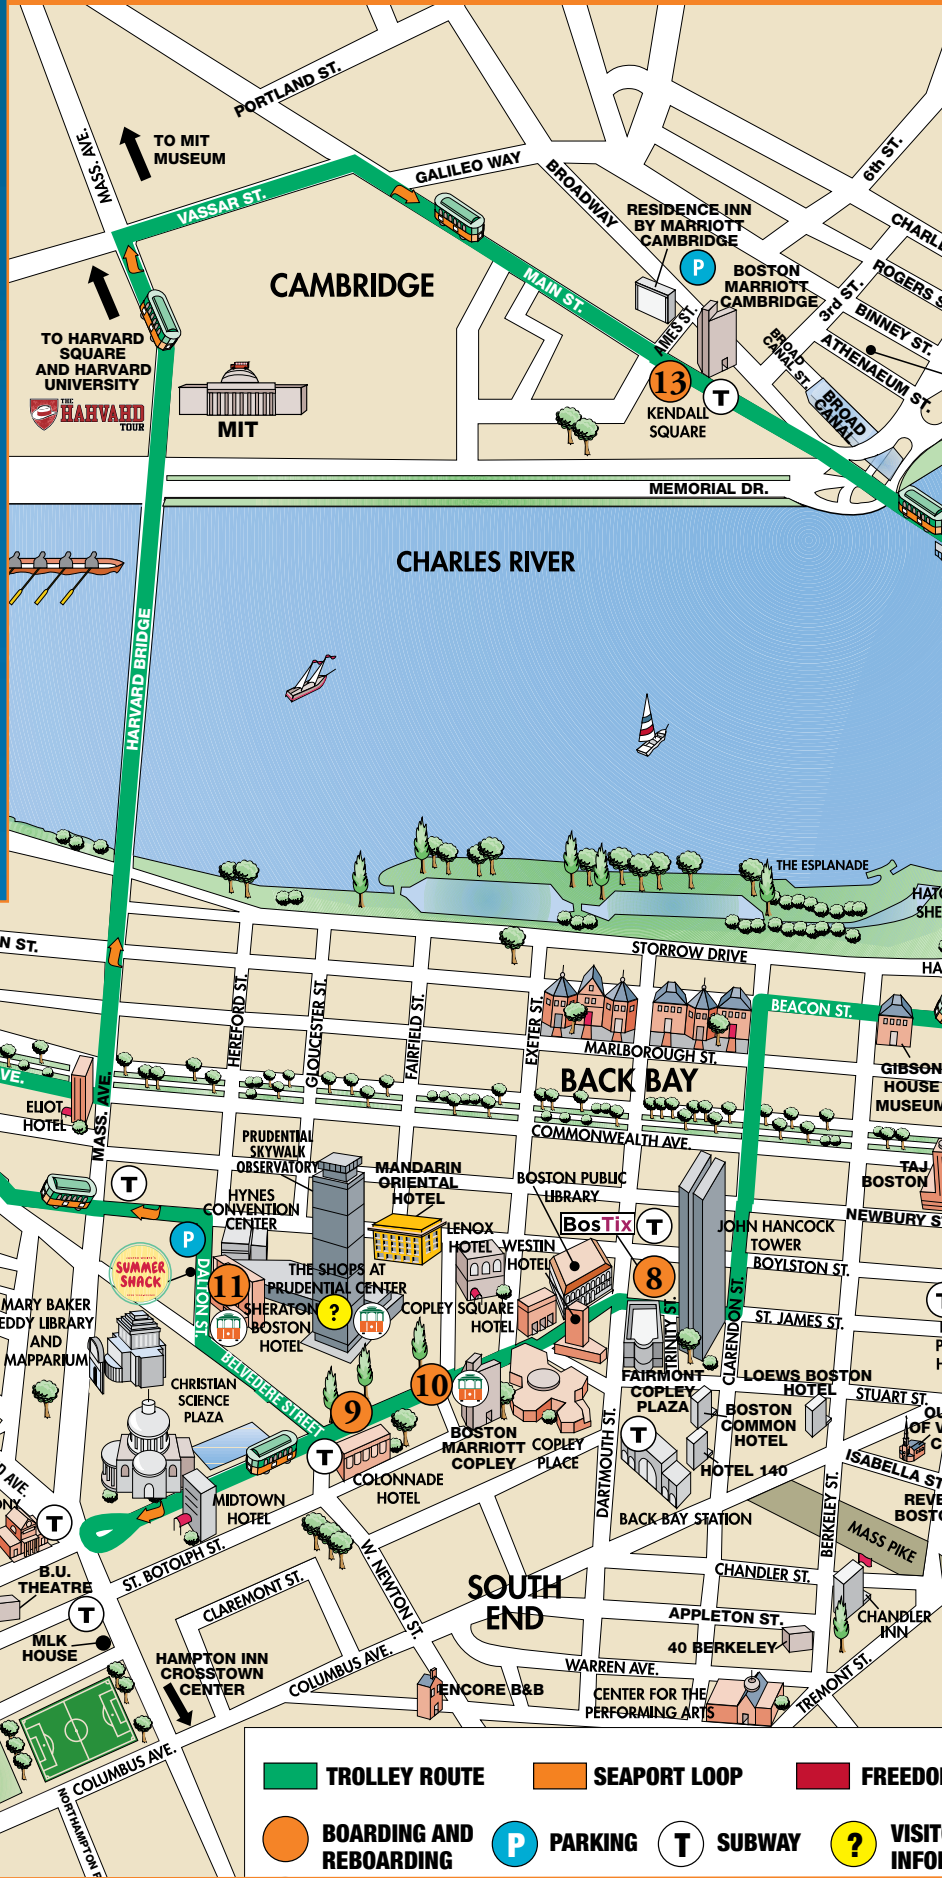 PORTLAND ST.
MASS. AVE.
TO MIT
MUSEUM
GALILEO WAY
BROADWAY
6th ST.
VASSAR ST.
RESIDENCE INN
BY MARRIOTT
CAMBRIDGE
P
CAMBRIDGE
MAIN ST.
BOSTON
MARRIOTT
CAMBRIDGE
ROGERS S
3rd ST.
BINNEY ST.
ATHENAEUM ST.
AMES ST.
BROAD
CANAL ST.
BROAD
CANAL
TO HARVARD
SQUARE
AND HARVARD
UNIVERSITY
THE
HAHVAHD
TOUR
MIT
13
T
KENDALL
SQUARE
MEMORIAL DR.
CHARLES RIVER
HARVARD BRIDGE
THE ESPLANADE
STORROW DRIVE
N ST.
HEREFORD ST.
GLOUCESTER ST.
FAIRFIELD ST.
EXETER ST.
BEACON ST.
MARLBOROUGH ST.
BACK BAY
GIBSON
HOUSE
MUSEUM
VE.
ELIOT
HOTEL
MASS. AVE.
COMMONWEALTH AVE.
PRUDENTIAL
SKYWALK
OBSERVATORY
MANDARIN
ORIENTAL
HOTEL
BOSTON PUBLIC
LIBRARY
TAJ
BOSTON
T
HYNES
CONVENTION
CENTER
LENOX
HOTEL
WESTIN
HOTEL
BosTix
T
JOHN HANCOCK
TOWER
NEWBURY S
BOYLSTON ST.
P
SUMMER
SHACK
DALTON ST.
11
THE SHOPS AT
PRUDENTIAL CENTER
8
SHERATON
BOSTON
HOTEL
?
COPLEY SQUARE
HOTEL
TRINITY ST.
CLARENDON ST.
ST. JAMES ST.
MARY BAKER
EDDY LIBRARY
AND
MAPPARIUM
BELVEDERE STREET
CHRISTIAN
SCIENCE
PLAZA
9
10
FAIRMONT
COPLEY
PLAZA
LOEWS BOSTON
HOTEL
STUART ST.
BOSTON
COMMON
HOTEL
T
BOSTON
MARRIOTT
COPLEY
COPLEY
PLACE
DARTMOUTH ST.
T
HOTEL 140
ISABELLA ST
COLONNADE
HOTEL
MIDTOWN
HOTEL
BACK BAY STATION
BERKELEY ST.
MASS PIKE
T
ST. BOTOLPH ST.
W. NEWTON ST.
B.U.
THEATRE
CLAREMONT ST.
SOUTH
END
CHANDLER ST.
APPLETON ST.
CHANDLER
INN
T
MLK
HOUSE
40 BERKELEY
HAMPTON INN
CROSSTOWN
CENTER
COLUMBUS AVE.
WARREN AVE.
TREMONT ST.
ENCORE B&B
CENTER FOR THE
PERFORMING ARTS
COLUMBUS AVE.
TROLLEY ROUTE
SEAPORT LOOP
BOARDING AND
REBOARDING
P
PARKING
T
SUBWAY
?